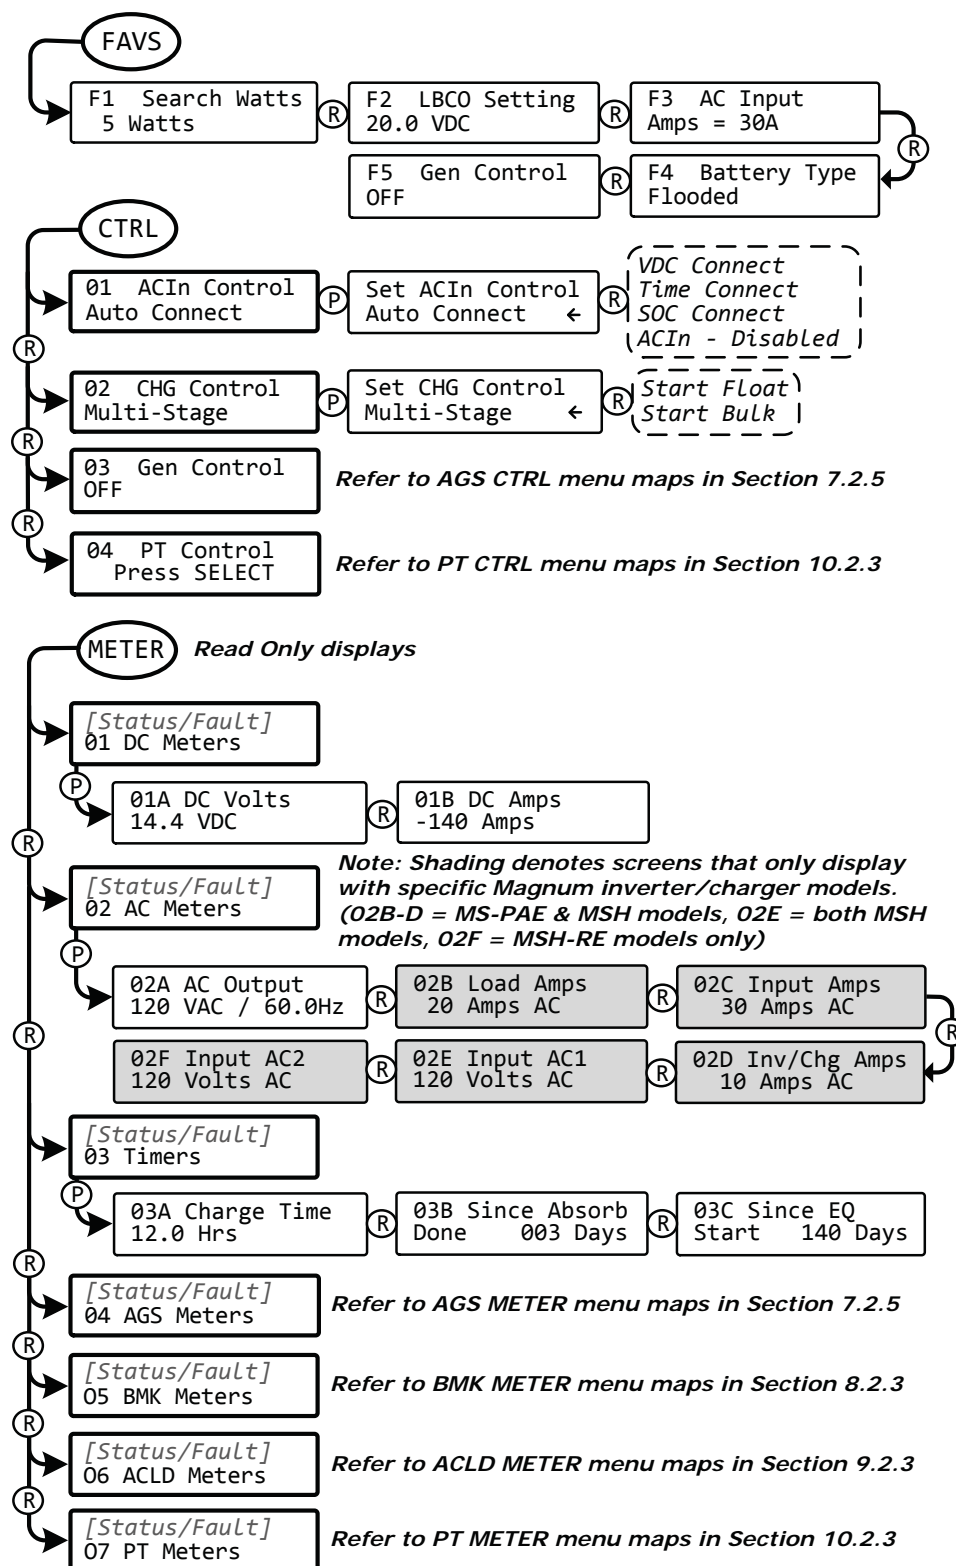 FAVS
F1 Search Watts
5 Watts
R
F2 LBCO Setting
20.0 VDC
R
F3 AC Input
Amps = 30A
R
F4 Battery Type
Flooded
R
F5 Gen Control
OFF
CTRL
01 ACIn Control
Auto Connect
P
Set ACIn Control
Auto Connect ←
R
VDC Connect
Time Connect
SOC Connect
ACIn - Disabled
R
02 CHG Control
Multi-Stage
P
Set CHG Control
Multi-Stage ←
R
Start Float
Start Bulk
R
03 Gen Control
OFF
Refer to AGS CTRL menu maps in Section 7.2.5
R
04 PT Control
Press SELECT
Refer to PT CTRL menu maps in Section 10.2.3
METER
Read Only displays
[Status/Fault]
01 DC Meters
P
01A DC Volts
14.4 VDC
R
01B DC Amps
-140 Amps
R
Note: Shading denotes screens that only display
with specific Magnum inverter/charger models.
(02B-D = MS-PAE & MSH models, 02E = both MSH
models, 02F = MSH-RE models only)
[Status/Fault]
02 AC Meters
P
02A AC Output
120 VAC / 60.0Hz
R
02B Load Amps
20 Amps AC
R
02C Input Amps
30 Amps AC
R
R
02F Input AC2
120 Volts AC
R
02E Input AC1
120 Volts AC
R
02D Inv/Chg Amps
10 Amps AC
[Status/Fault]
03 Timers
P
03A Charge Time
12.0 Hrs
R
03B Since Absorb
Done 003 Days
R
03C Since EQ
Start 140 Days
R
[Status/Fault]
04 AGS Meters
Refer to AGS METER menu maps in Section 7.2.5
R
[Status/Fault]
O5 BMK Meters
Refer to BMK METER menu maps in Section 8.2.3
R
[Status/Fault]
O6 ACLD Meters
Refer to ACLD METER menu maps in Section 9.2.3
R
[Status/Fault]
O7 PT Meters
Refer to PT METER menu maps in Section 10.2.3